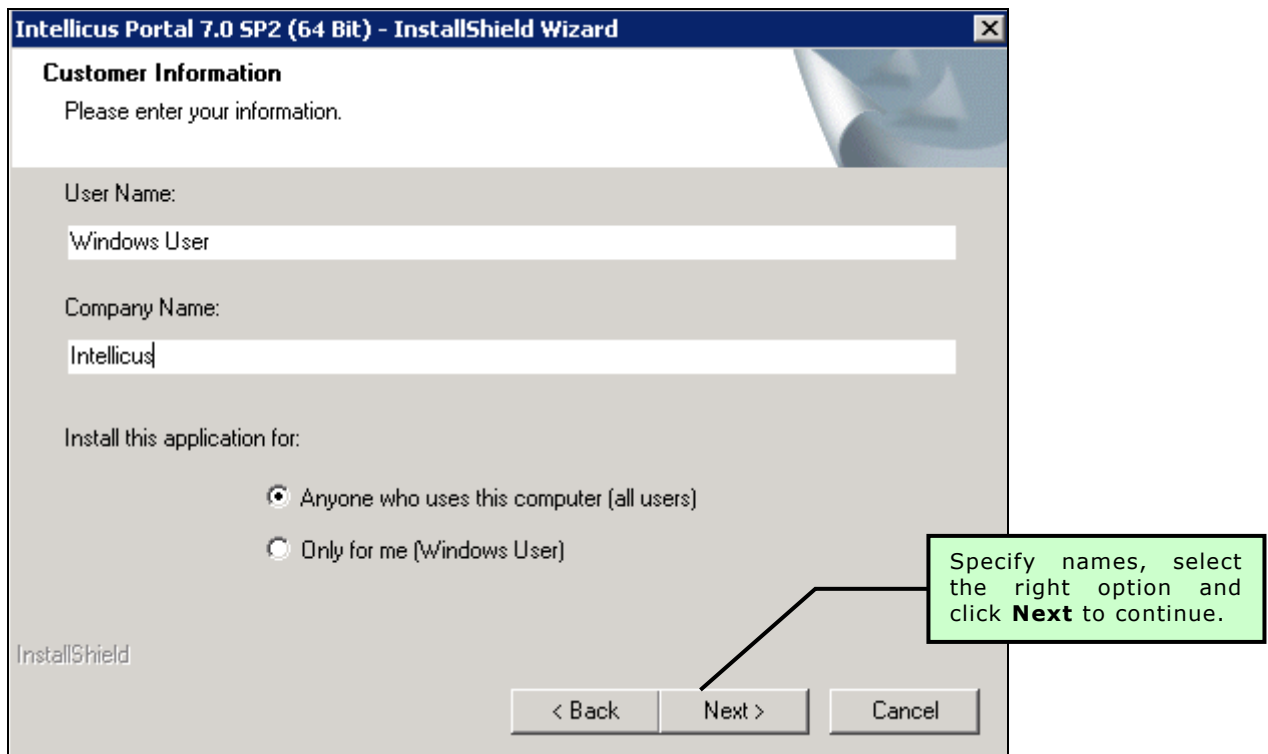 Intellicus Portal 7.0 SP2 (64 Bit) - InstallShield Wizard
Customer Information
Please enter your information.
User Name:
Windows User
Company Name:
Intellicus
Install this application for:
Anyone who uses this computer (all users)
Only for me (Windows User)
Specify names, select
the right option and
click Next to continue.
InstallShield
< Back
Next >
Cancel